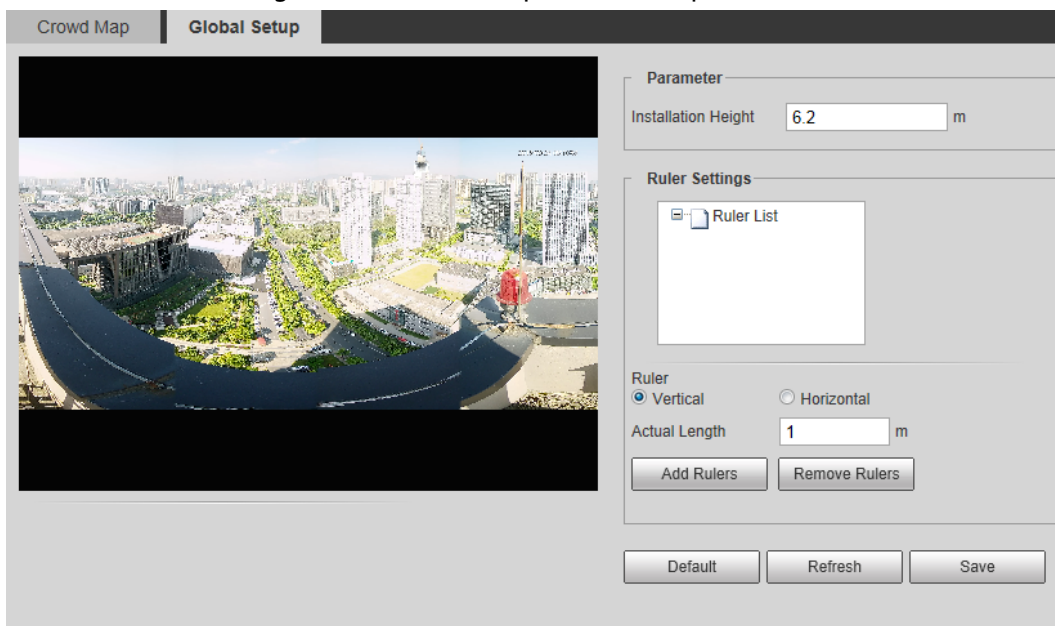 Crowd Map Global Setup
Parameter
Installation Height 6.2 m
Ruler Settings
Ruler List
Ruler
Vertical Horizontal
Actual Length 1 m
Add Rulers Remove Rulers
Default Refresh Save